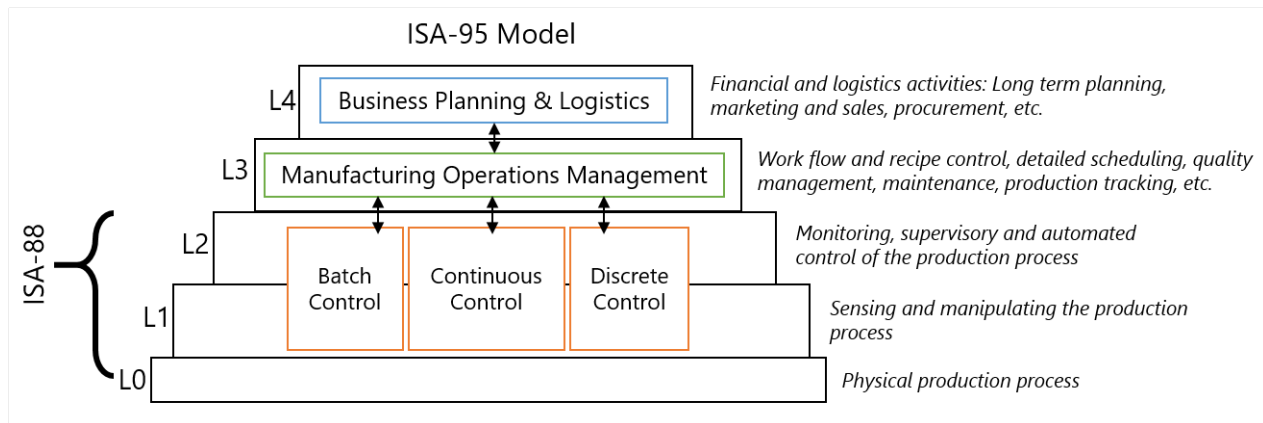 ISA-95 Model
L4
Business Planning & Logistics
Financial and logistics activities: Long term planning,
marketing and sales, procurement, etc.
L3
Manufacturing Operations Management
Work flow and recipe control, detailed scheduling, quality
management, maintenance, production tracking, etc.
ISA-88
L2
Batch
Control
Continuous
Control
Discrete
Control
Monitoring, supervisory and automated
control of the production process
L1
Sensing and manipulating the production
process
L0
Physical production process